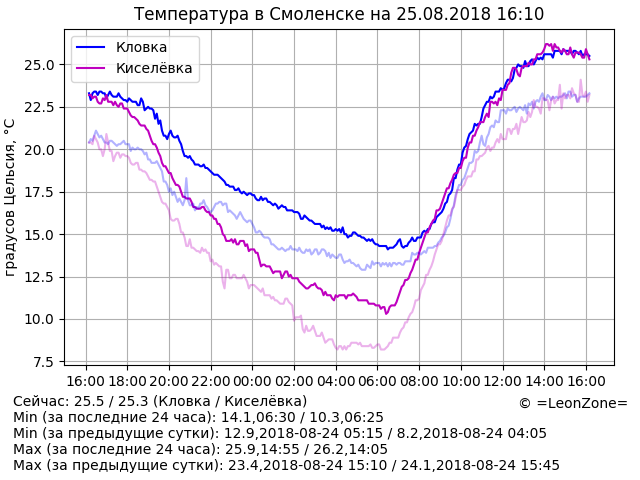 Температура в Смоленске на 25.08.2018 16:10
Кловка
Киселёвка
градусов Цельсия, °C
25.0
22.5
20.0
17.5
15.0
12.5
10.0
7.5
16:00 18:00 20:00 22:00 00:00 02:00 04:00 06:00 08:00 10:00 12:00 14:00 16:00
Сейчас: 25.5 / 25.3 (Кловка / Киселёвка)
© =LeonZone=
Min (за последние 24 часа): 14.1,06:30 / 10.3,06:25
Min (за предыдущие сутки): 12.9,2018-08-24 05:15 / 8.2,2018-08-24 04:05
Max (за последние 24 часа): 25.9,14:55 / 26.2,14:05
Max (за предыдущие сутки): 23.4,2018-08-24 15:10 / 24.1,2018-08-24 15:45